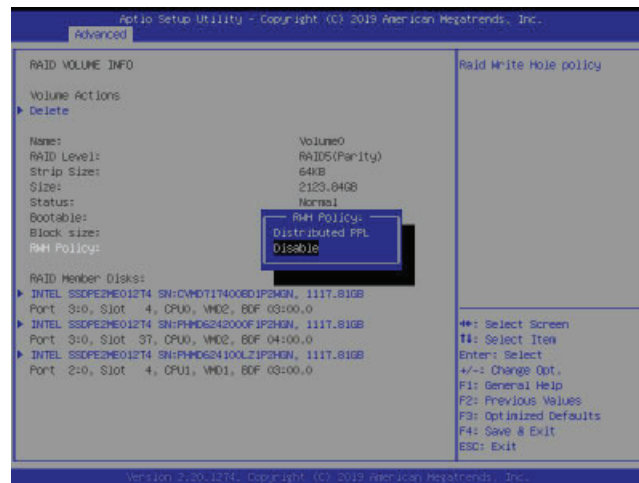 Aptio Setup Utility - Copyright (C) 2019 American Megatrends, Inc.
Advanced
RAID VOLUME INFO
Volume Actions
Delete
Name: Volume0
RAID Level: RAID5(Parity)
Strip Size: 64KB
Size: 2123.84GB
Status: Normal
Bootable:
Block size:
RWH Policy:
RWH Policy:
Distributed PPL
Disable
RAID Member Disks:
INTEL SSDPE2ME012T4 1117.81GB
Port 3:0, Slot 4, CPU0, VMD2, BDF 03:00.0
INTEL SSDPE2ME012T4 SN:PHMD6242000F1P2HGN, 1117.81GB
Port 3:0, Slot 37, CPU0, VMD2, BDF 04:00.0
INTEL SSDPE2ME012T4 SN:PHMD624100LZ1P2HGN, 1117.81GB
Port 2:0, Slot 4, CPU1, VMD1, BDF 03:00.0
Raid Write Hole policy
: Select Screen
: Select Item
Enter: Select
+/-: Change Opt.
F1: General Help
F2: Previous Values
F3: Optimized Defaults
F4: Save & Exit
ESC: Exit
Version 2.20.1274. Copyright (C) 2019 American Megatrends, Inc.